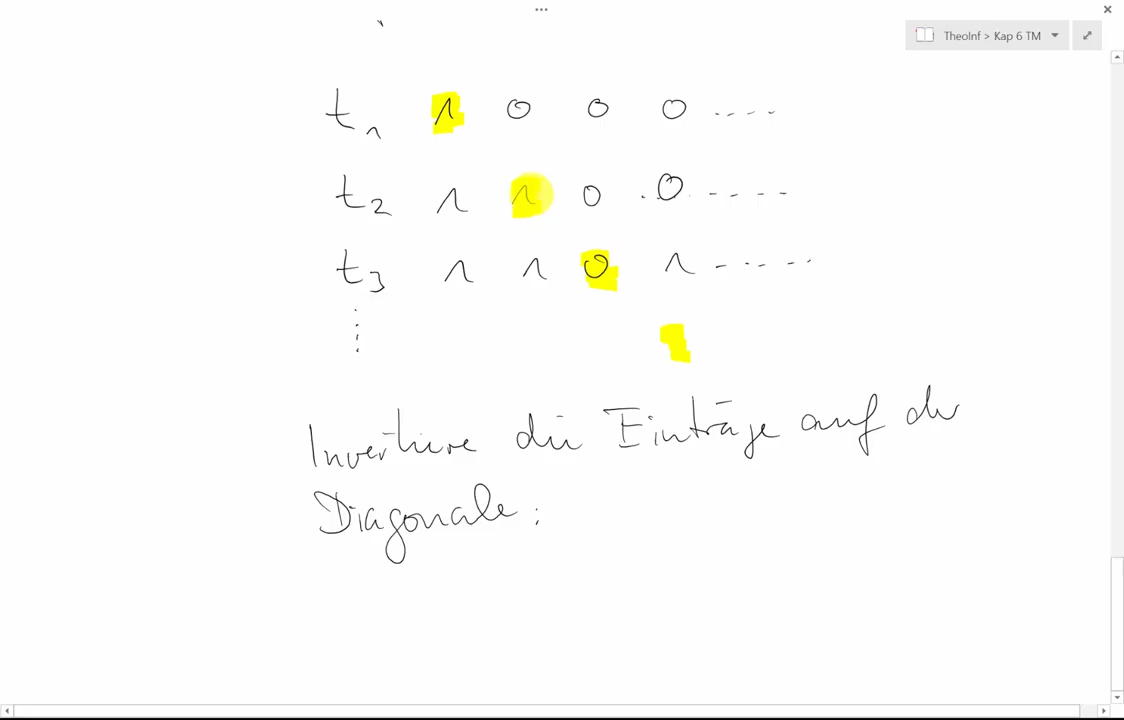 TheoInf > Kap 6 TM
t₁ 1 0 0 0 ....
t₂ 1 1 0 . 0 . - - - - -
t₃ 1 1 0 1 - - - - - ..
⋮
Invertiere die Einträge auf der
Diagonale :